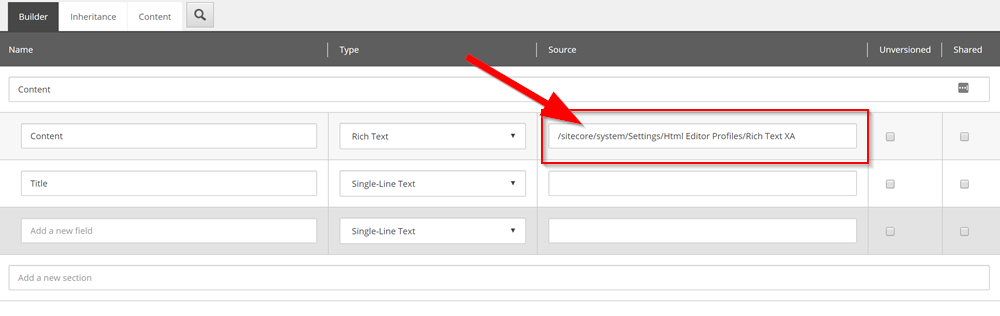 Builder Inheritance Content
Name Type Source Unversioned Shared
Content
Content Rich Text /sitecore/system/Settings/Html Editor Profiles/Rich Text XA
Title Single-Line Text
Add a new field Single-Line Text
Add a new section